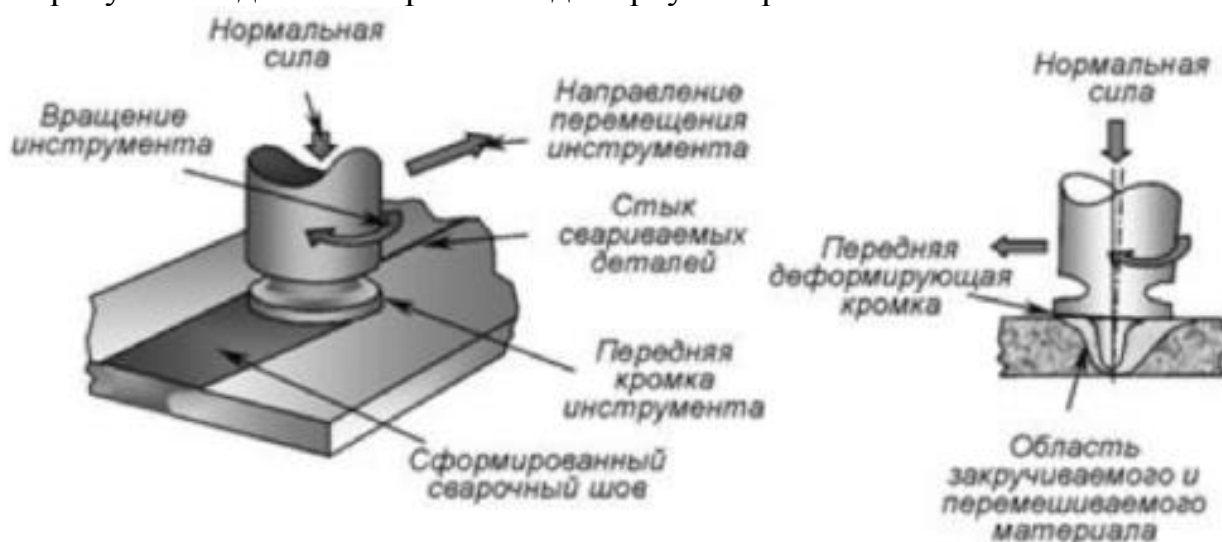 Нормальная
сила
Вращение
инструмента
Направление
перемещения
инструмента
Стык
свариваемых
деталей
Передняя
кромка
инструмента
Сформированный
сварочный шов
Нормальная
сила
Передняя
деформирующая
кромка
Область
закручиваемого и
перемешиваемого
материала